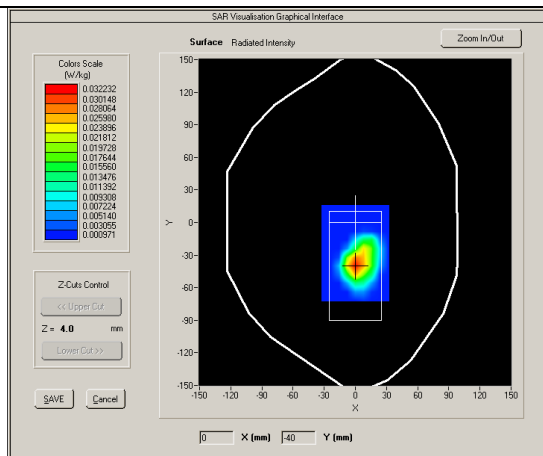 SAR Visualisation Graphical Interface
Surface Radiated Intensity
Zoom In/Out
Colors Scale
(W/kg)
0.032232
0.030148
0.028064
0.025980
0.023896
0.021812
0.019728
0.017644
0.015560
0.013476
0.011392
0.009308
0.007224
0.005140
0.003055
0.000971
Z-Cuts Control
<< Upper Cut
Z = 4.0 mm
Lower Cut >>
SAVE Cancel
150-
120-
90-
60-
30-
0-
-30-
-60-
-90-
-120-
-150-
Y
-150 -120 -90 -60 -30 0 30 60 90 120 150
X
0 X (mm) -40 Y (mm)